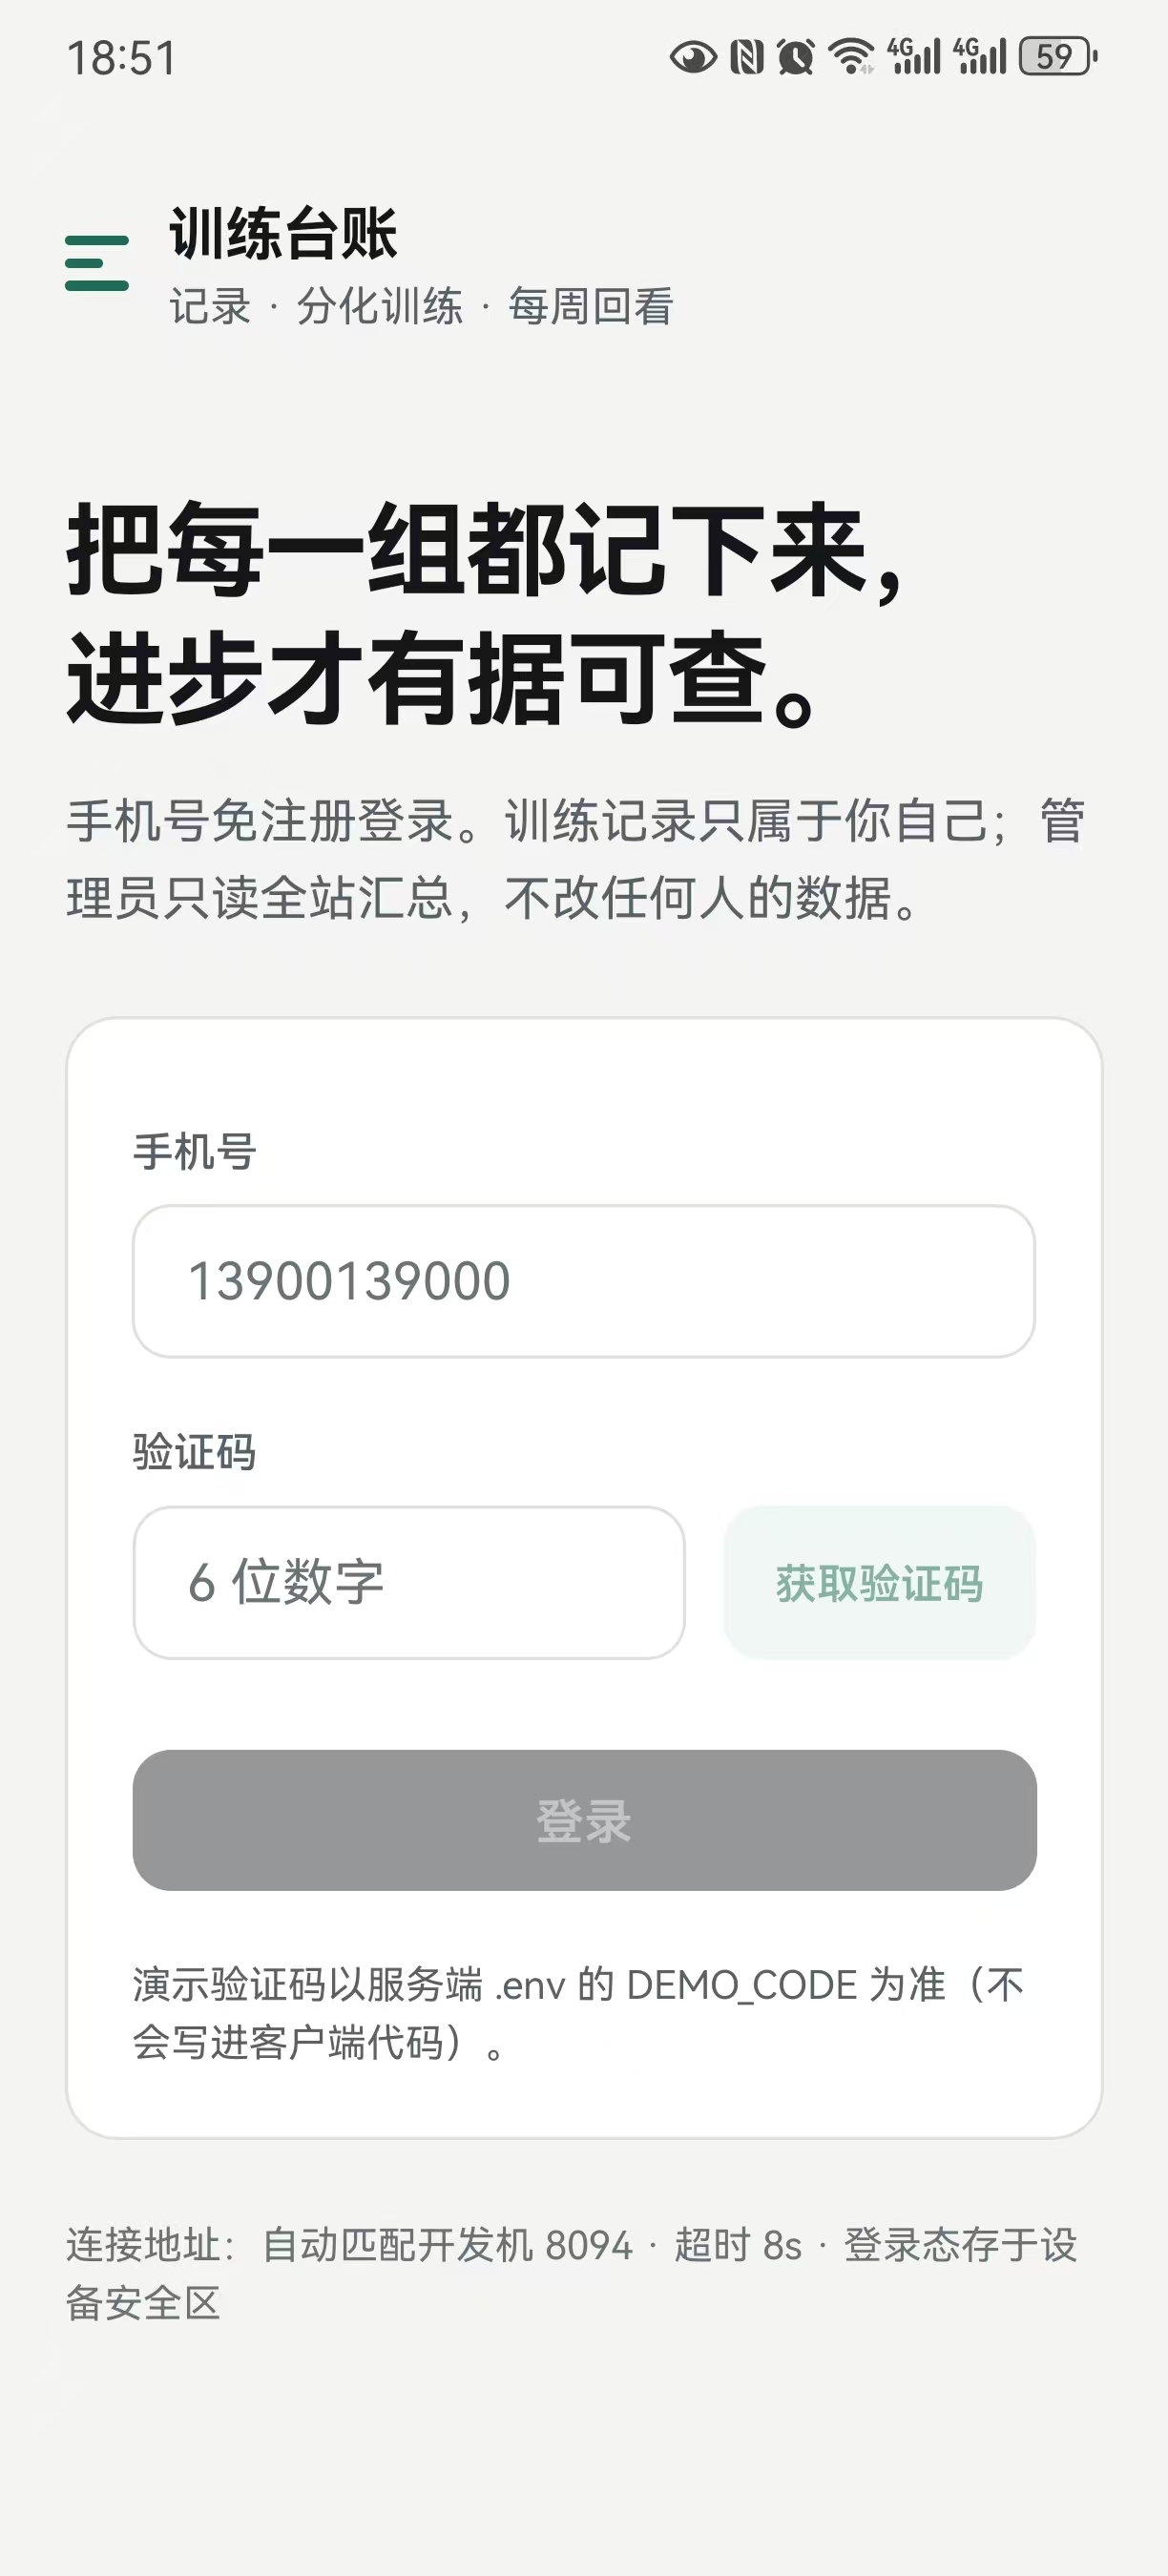 18:51
4G 4G 59
训练台账
记录 · 分化训练 · 每周回看
把每一组都记下来，
进步才有据可查。
手机号免注册登录。训练记录只属于你自己；管
理员只读全站汇总，不改任何人的数据。
手机号
13900139000
验证码
6 位数字
获取验证码
登录
演示验证码以服务端 .env 的 DEMO_CODE 为准（不
会写进客户端代码）。
连接地址：自动匹配开发机 8094 · 超时 8s · 登录态存于设
备安全区